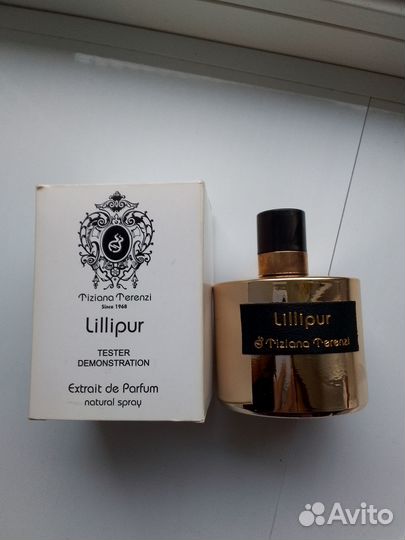 Tiziana Terenzi
Since 1968
Lillipur
TESTER
DEMONSTRATION
Extrait de Parfum
natural spray
Lillipur
Tiziana Terenzi
Avito